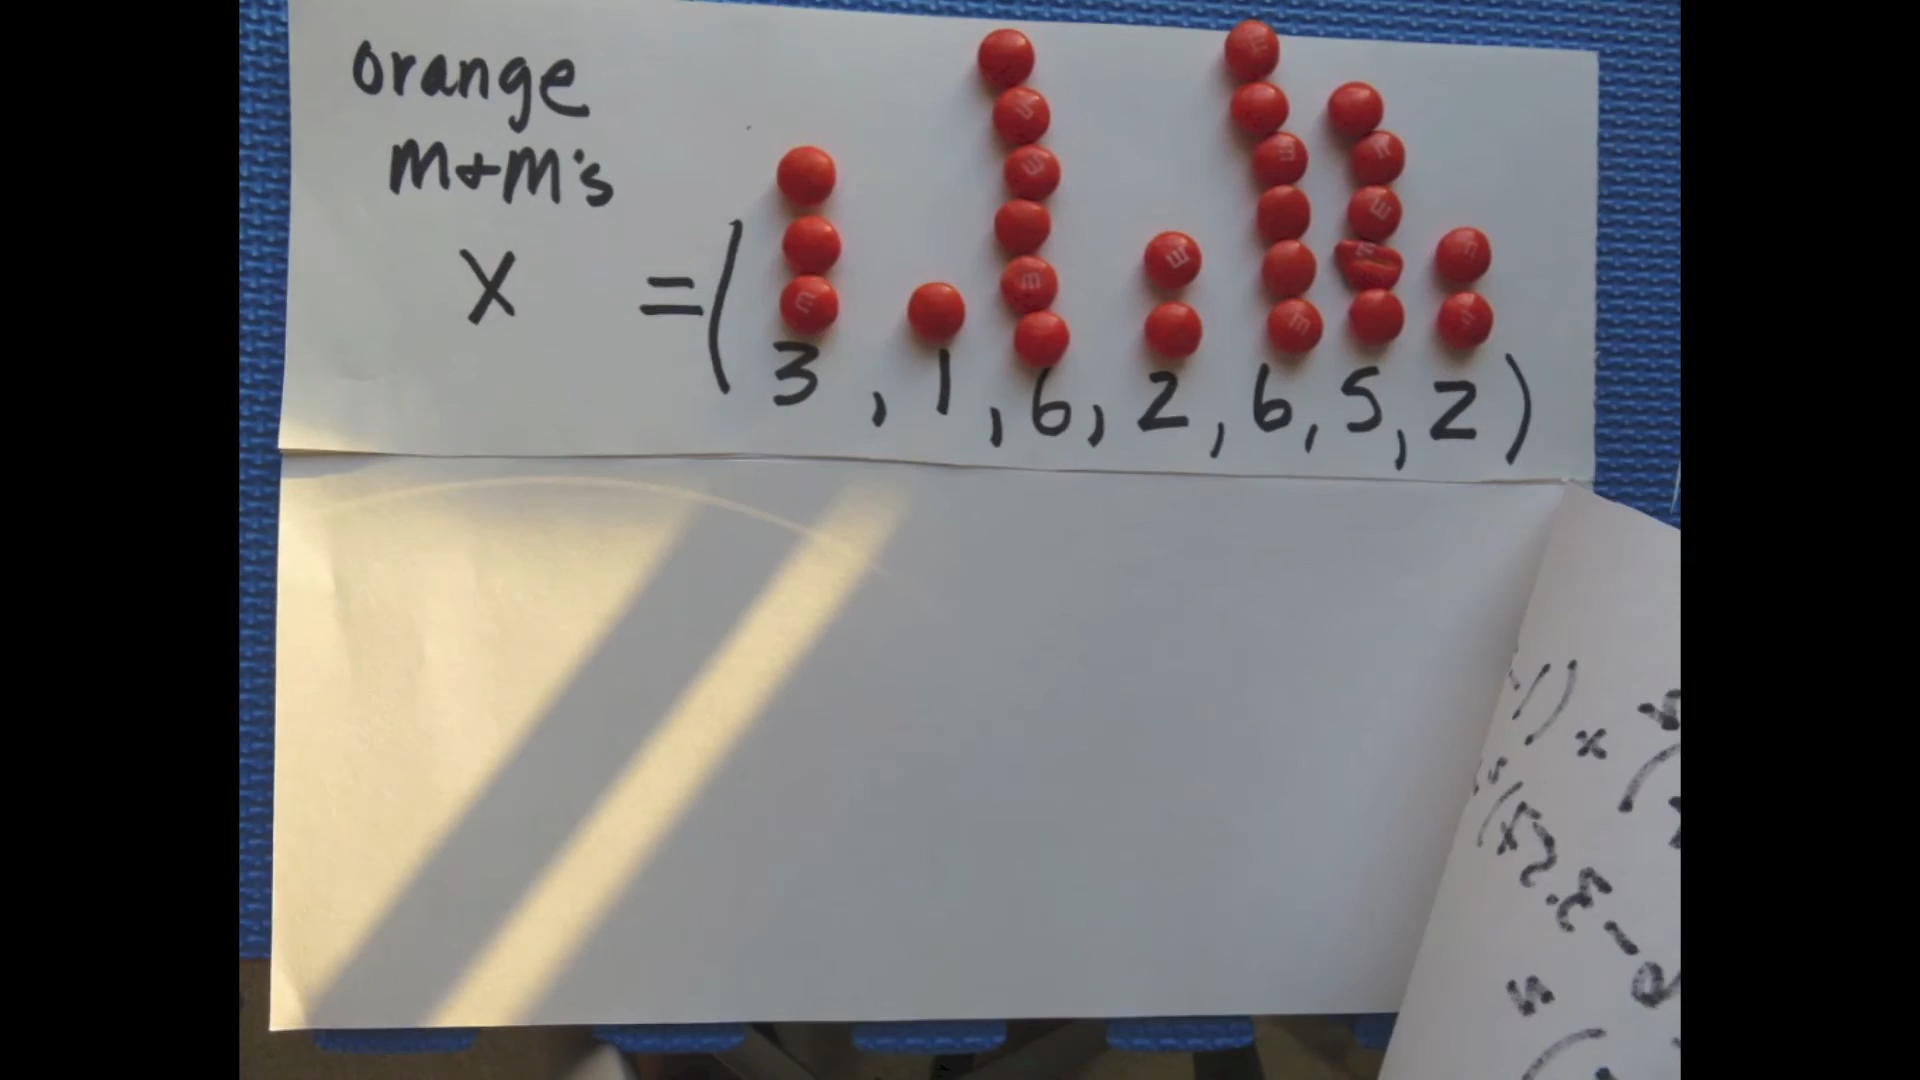 orange
m+m's
X = (3, 1, 6, 2, 6, 5, 2)